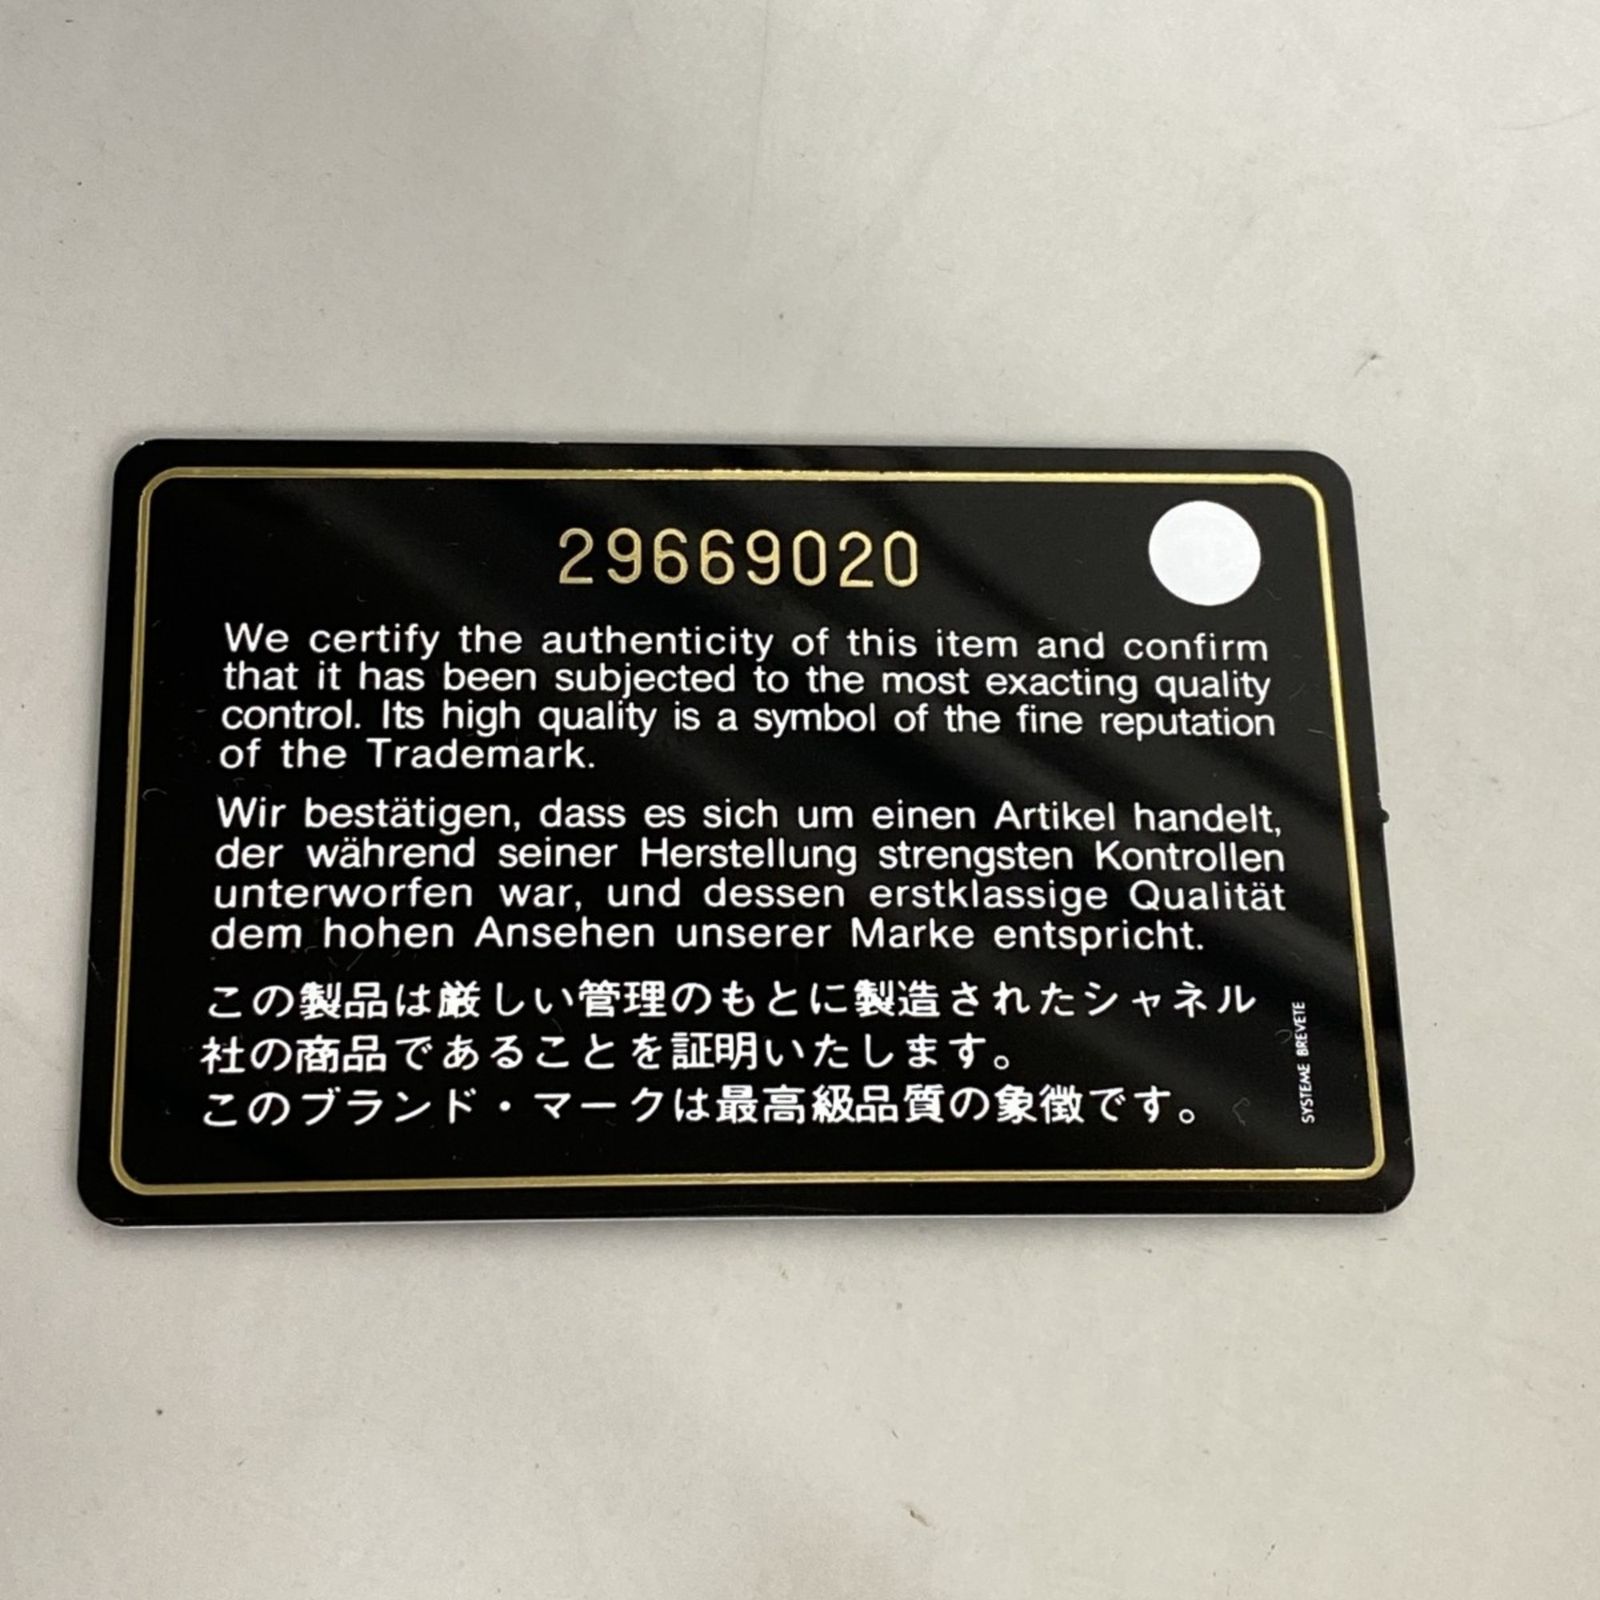 29669020
We certify the authenticity of this item and confirm
that it has been subjected to the most exacting quality
control. Its high quality is a symbol of the fine reputation
of the Trademark.
Wir bestätigen, dass es sich um einen Artikel handelt,
der während seiner Herstellung strengsten Kontrollen
unterworfen war, und dessen erstklassige Qualität
dem hohen Ansehen unserer Marke entspricht.
この製品は厳しい管理のもとに製造されたシャネル
社の商品であることを証明いたします。
このブランド・マークは最高級品質の象徴です。
SYSTEME BREVETE